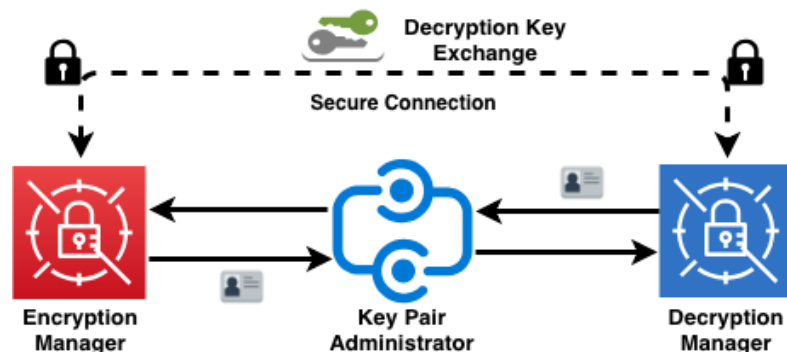 Decryption Key
Exchange
Secure Connection
Encryption
Manager
Key Pair
Administrator
Decryption
Manager